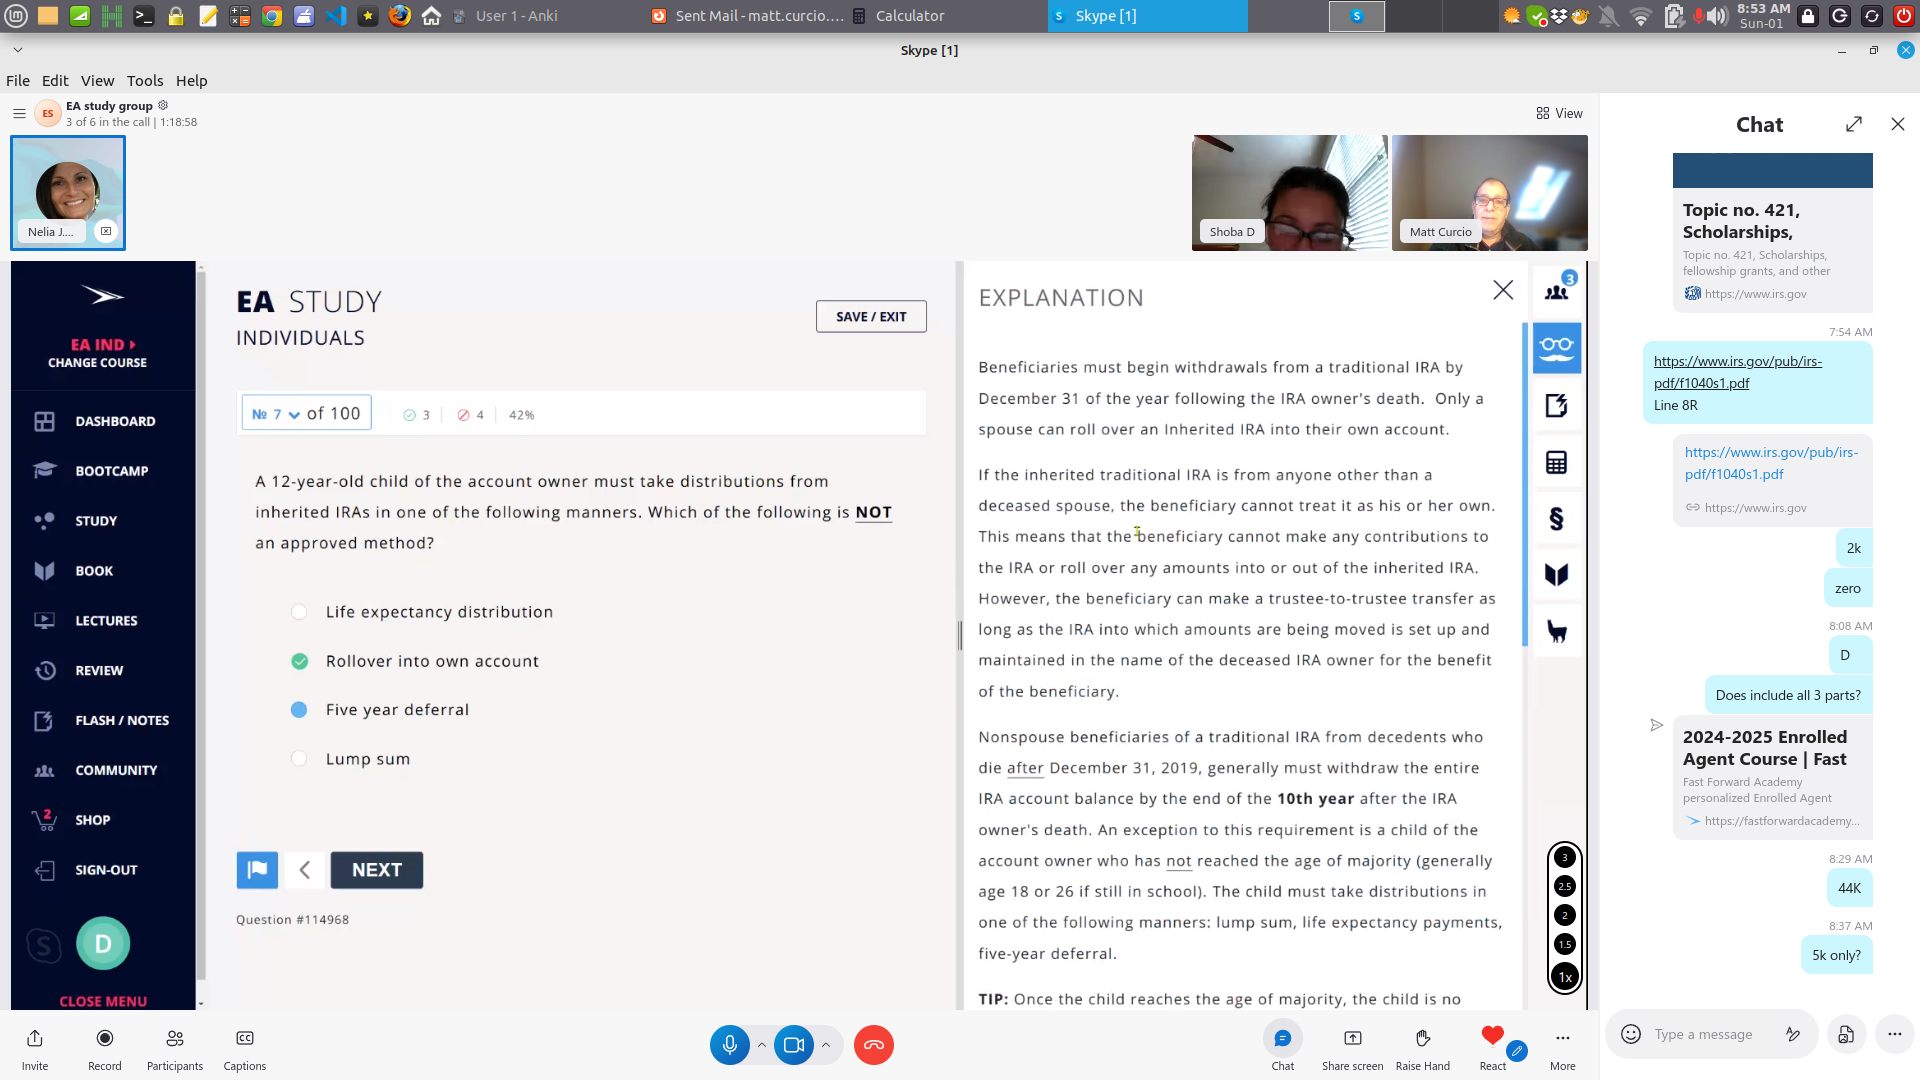 User 1 - Anki
Sent Mail - matt.curcio....
Calculator
Skype [1]
8:53 AM
Sun-01
Skype [1]
File Edit View Tools Help
ES
EA study group
3 of 6 in the call | 1:18:58
View
Nelia J....
Shoba D
Matt Curcio
EA IND
CHANGE COURSE
DASHBOARD
BOOTCAMP
STUDY
BOOK
LECTURES
REVIEW
FLASH / NOTES
COMMUNITY
2
SHOP
SIGN-OUT
D
CLOSE MENU
EA STUDY
INDIVIDUALS
SAVE / EXIT
№ 7 of 100
3 | 4 | 42%
A 12-year-old child of the account owner must take distributions from
inherited IRAs in one of the following manners. Which of the following is NOT
an approved method?
Life expectancy distribution
Rollover into own account
Five year deferral
Lump sum
NEXT
Question #114968
EXPLANATION
Beneficiaries must begin withdrawals from a traditional IRA by
December 31 of the year following the IRA owner's death. Only a
spouse can roll over an Inherited IRA into their own account.
If the inherited traditional IRA is from anyone other than a
deceased spouse, the beneficiary cannot treat it as his or her own.
This means that the beneficiary cannot make any contributions to
the IRA or roll over any amounts into or out of the inherited IRA.
However, the beneficiary can make a trustee-to-trustee transfer as
long as the IRA into which amounts are being moved is set up and
maintained in the name of the deceased IRA owner for the benefit
of the beneficiary.
Nonspouse beneficiaries of a traditional IRA from decedents who
die after December 31, 2019, generally must withdraw the entire
IRA account balance by the end of the 10th year after the IRA
owner's death. An exception to this requirement is a child of the
account owner who has not reached the age of majority (generally
age 18 or 26 if still in school). The child must take distributions in
one of the following manners: lump sum, life expectancy payments,
five-year deferral.
TIP: Once the child reaches the age of majority, the child is no
3
§
3
2.5
2
1.5
1x
Chat
Topic no. 421,
Scholarships,
Topic no. 421, Scholarships,
fellowship grants, and other
https://www.irs.gov
7:54 AM
https://www.irs.gov/pub/irs-
pdf/f1040s1.pdf
Line 8R
https://www.irs.gov/pub/irs-
pdf/f1040s1.pdf
https://www.irs.gov
2k
zero
8:08 AM
D
Does include all 3 parts?
2024-2025 Enrolled
Agent Course | Fast
Fast Forward Academy
personalized Enrolled Agent
https://fastforwardacademy...
8:29 AM
44K
8:37 AM
5k only?
Type a message
Invite
Record
Participants
CC
Captions
Chat
Share screen
Raise Hand
React
More